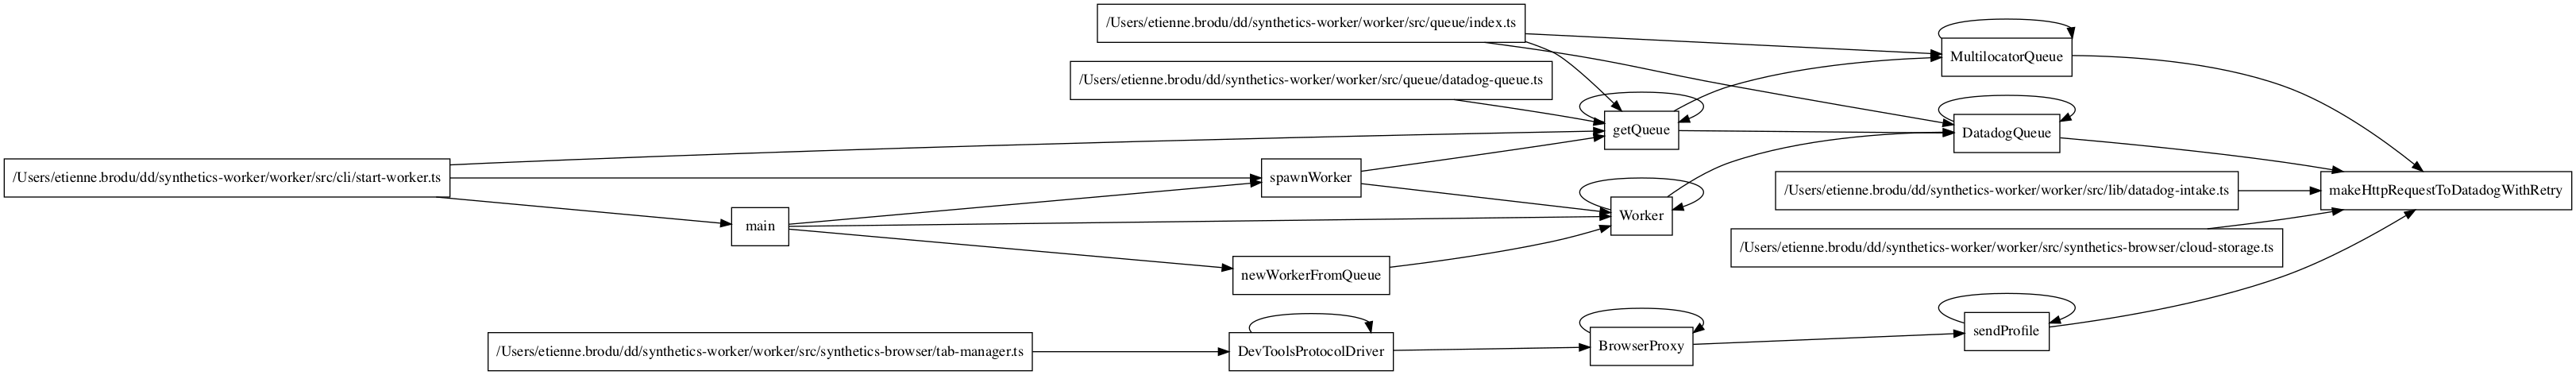 /Users/etienne.brodu/dd/synthetics-worker/worker/src/queue/index.ts
MultilocatorQueue
/Users/etienne.brodu/dd/synthetics-worker/worker/src/queue/datadog-queue.ts
getQueue
DatadogQueue
/Users/etienne.brodu/dd/synthetics-worker/worker/src/cli/start-worker.ts
spawnWorker
/Users/etienne.brodu/dd/synthetics-worker/worker/src/lib/datadog-intake.ts
makeHttpRequestToDatadogWithRetry
main
Worker
/Users/etienne.brodu/dd/synthetics-worker/worker/src/synthetics-browser/cloud-storage.ts
newWorkerFromQueue
/Users/etienne.brodu/dd/synthetics-worker/worker/src/synthetics-browser/tab-manager.ts
DevToolsProtocolDriver
BrowserProxy
sendProfile